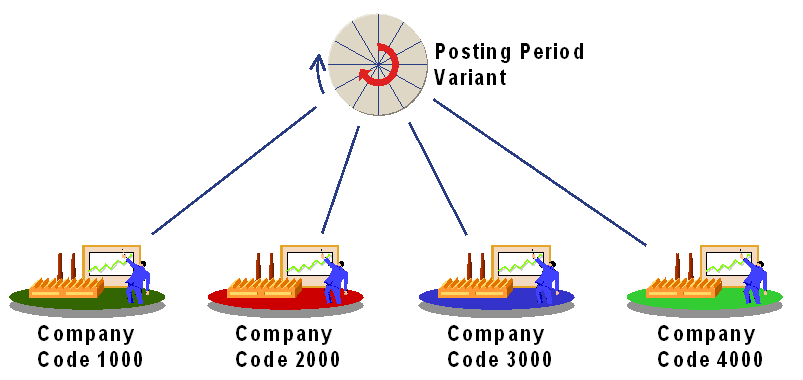 Posting Period
Variant
Company
Code 1000
Company
Code 2000
Company
Code 3000
Company
Code 4000